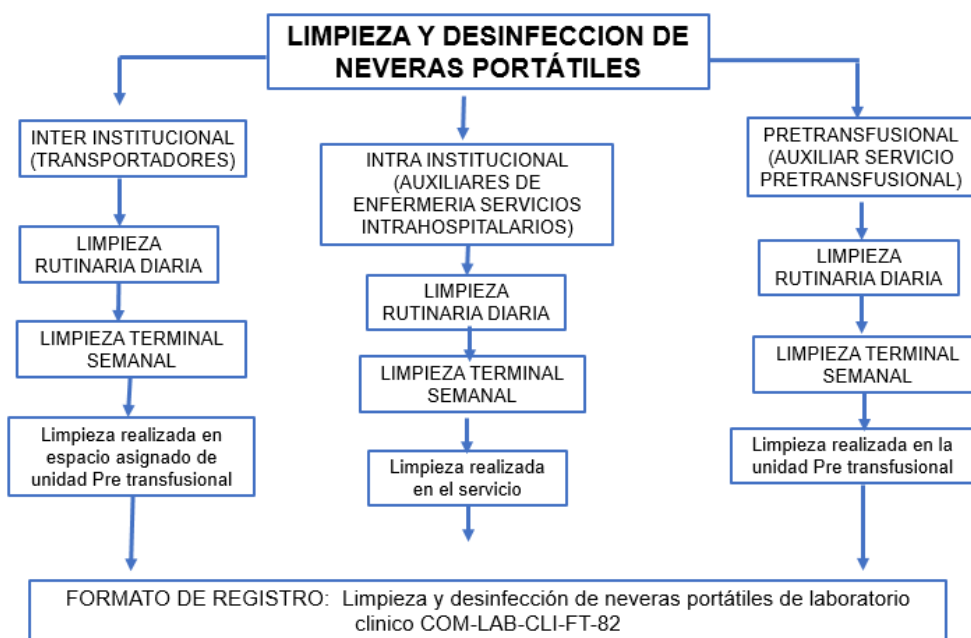 LIMPIEZA Y DESINFECCION DE
NEVERAS PORTÁTILES
INTER INSTITUCIONAL
(TRANSPORTADORES)
LIMPIEZA
RUTINARIA DIARIA
LIMPIEZA TERMINAL
SEMANAL
Limpieza realizada en
espacio asignado de
unidad Pre transfusional
INTRA INSTITUCIONAL
(AUXILIARES DE
ENFERMERIA SERVICIOS
INTRAHOSPITALARIOS)
LIMPIEZA
RUTINARIA DIARIA
LIMPIEZA TERMINAL
SEMANAL
Limpieza realizada
en el servicio
PRETRANSFUSIONAL
(AUXILIAR SERVICIO
PRETRANSFUSIONAL)
LIMPIEZA
RUTINARIA DIARIA
LIMPIEZA TERMINAL
SEMANAL
Limpieza realizada en la
unidad Pre transfusional
FORMATO DE REGISTRO: Limpieza y desinfección de neveras portátiles de laboratorio
clinico COM-LAB-CLI-FT-82